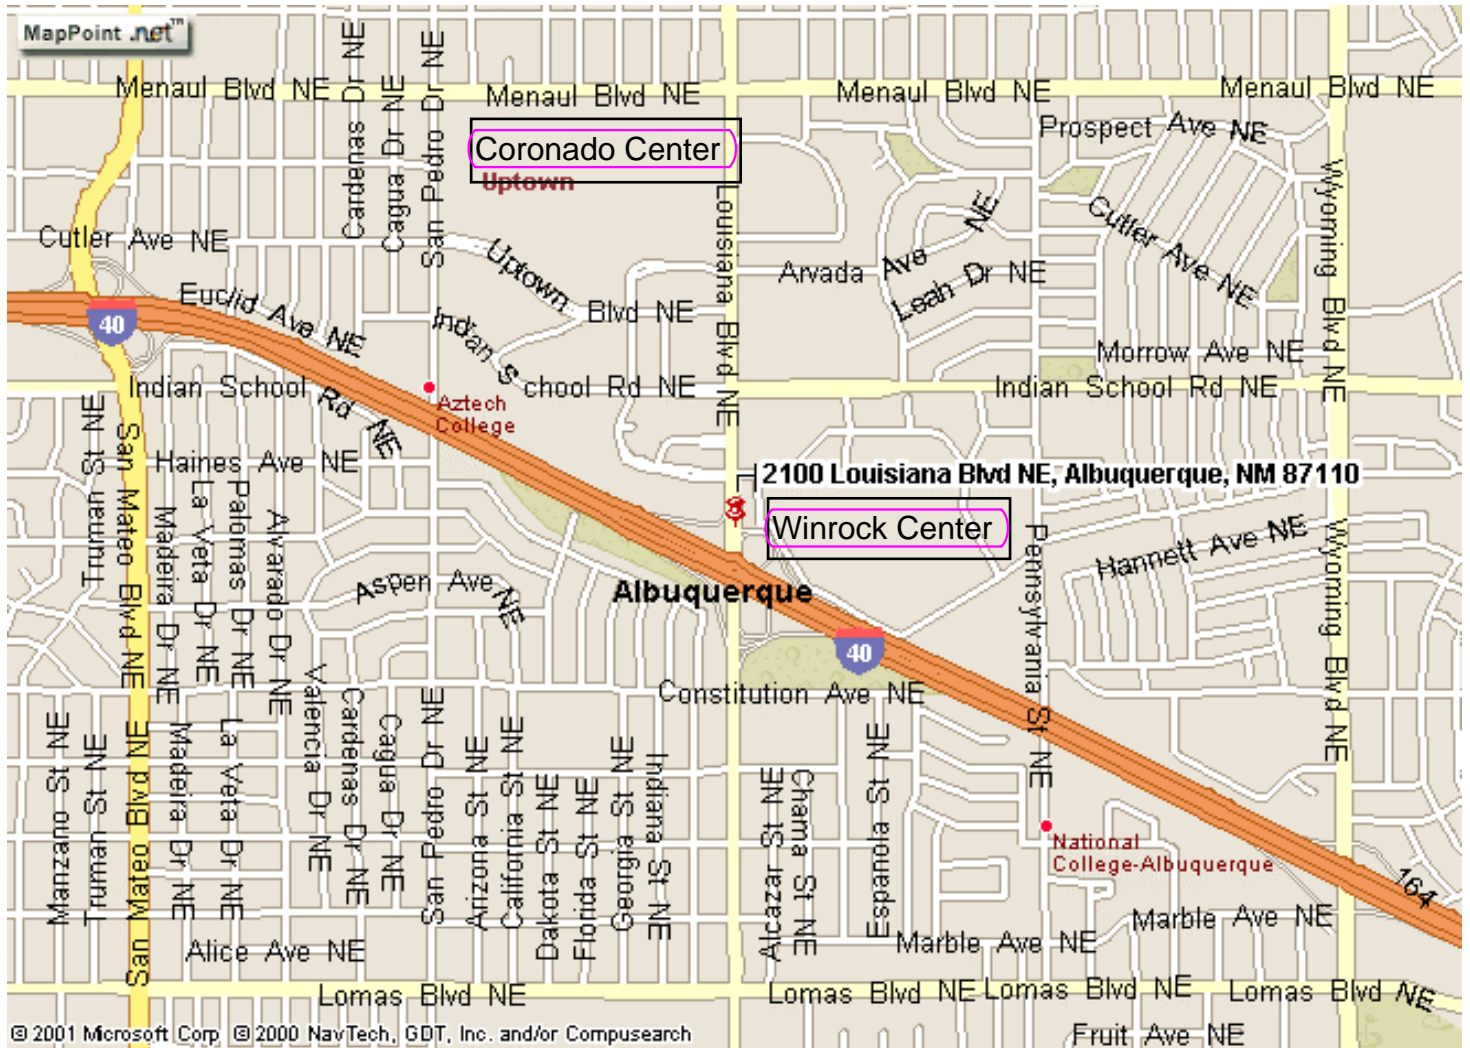 MapPoint .net™
Menaul Blvd NE
Menaul Blvd NE
Menaul Blvd NE
Menaul Blvd NE
Cardenas Dr NE
Cagua Dr NE
San Pedro Dr NE
Coronado Center
Uptown
Prospect Ave NE
Louisiana Blvd NE
Wyoming Blvd NE
Cutler Ave NE
Cutler Ave NE
Uptown Blvd NE
Arvada Ave NE
Leah Dr NE
Euclid Ave NE
40
Morrow Ave NE
Indian School Rd NE
Indian School Rd NE
Indian School Rd NE
Aztech
College
Truman St NE
San Mateo Blvd NE
Haines Ave NE
2100 Louisiana Blvd NE, Albuquerque, NM 87110
Winrock Center
Madeira Dr NE
La Veta Dr NE
Palomas Dr NE
Alvarado Dr NE
Pennsylvania St NE
Hannett Ave NE
Wyoming Blvd NE
Aspen Ave NE
Albuquerque
40
Constitution Ave NE
Valencia Dr NE
Cardenas Dr NE
Cagua Dr NE
San Pedro Dr NE
Manzano St NE
Truman St NE
San Mateo Blvd NE
Madeira Dr NE
La Veta Dr NE
Arizona St NE
California St NE
Dakota St NE
Florida St NE
Georgia St NE
Indiana St NE
Alcazar St NE
Chama St NE
Espanola St NE
National
College-Albuquerque
164
Marble Ave NE
Marble Ave NE
Alice Ave NE
Lomas Blvd NE
Lomas Blvd NE
Lomas Blvd NE
Lomas Blvd NE
© 2001 Microsoft Corp © 2000 NavTech, GDT, Inc. and/or Compusearch
Fruit Ave NE